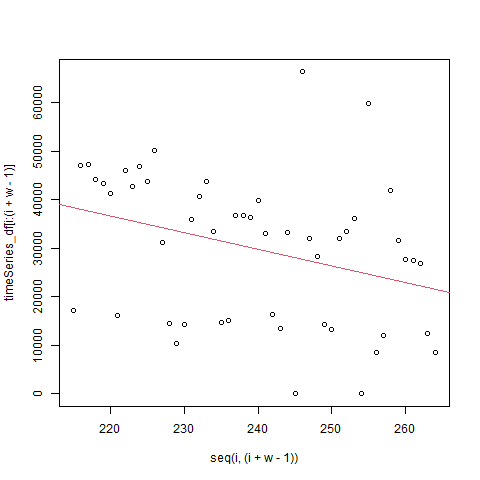 timeSeries_df[i:(i + w - 1)]
60000
50000
40000
30000
20000
10000
0
220 230 240 250 260
seq(i, (i + w - 1))